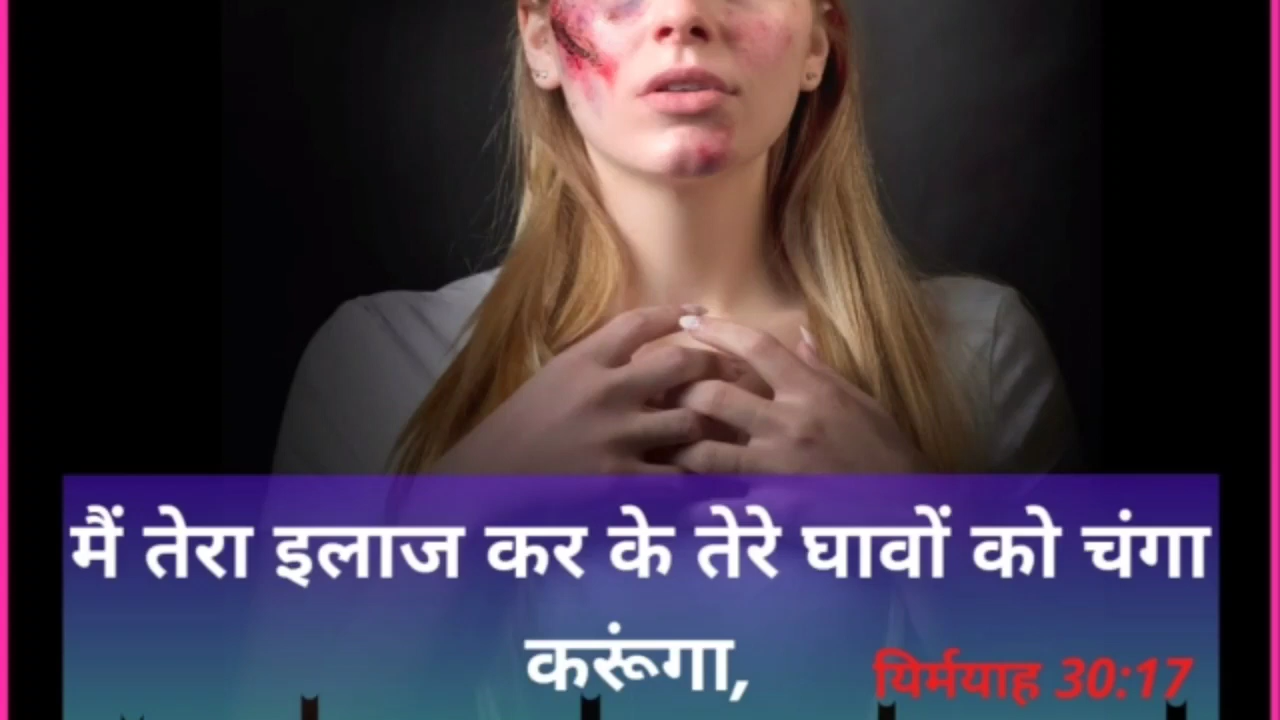 मैं तेरा इलाज कर के तेरे घावों को चंगा
करूंगा,
यिर्मयाह 30:17